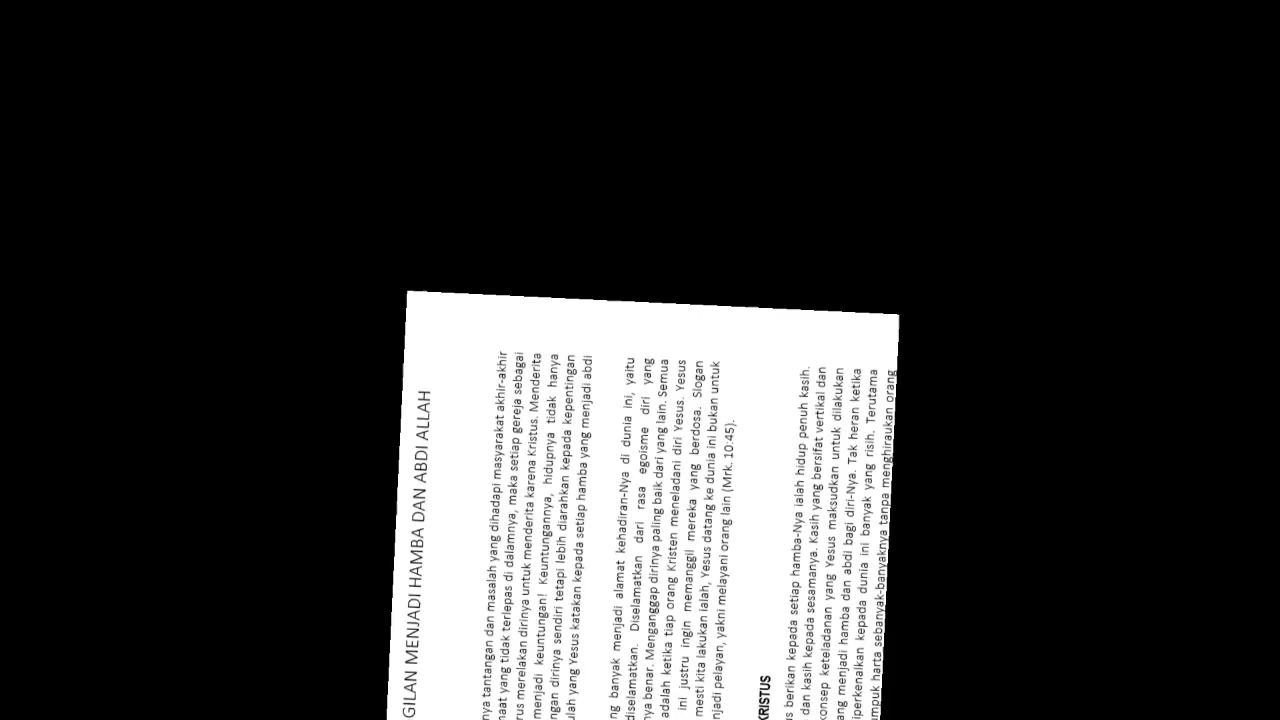 GILAN MENJADI HAMBA DAN ABDI ALLAH
nya tantangan dan masalah yang dihadapi masyarakat akhir-akhir
naat yang tidak terlepas di dalamnya, maka setiap gereja sebagai
rus merelakan dirinya untuk menderita karena Kristus. Menderita
menjadi keuntungan! Keuntungannya, hidupnya tidak hanya
ngan dirinya sendiri tetapi lebih diarahkan kepada kepentingan
ulah yang Yesus katakan kepada setiap hamba yang menjadi abdi
ng banyak menjadi alamat kehadiran-Nya di dunia ini, yaitu
diselamatkan. Diselamatkan dari rasa egoisme diri yang
nya benar. Menganggap dirinya paling baik dari yang lain. Semua
adalah ketika tiap orang Kristen meneladani diri Yesus. Yesus
ini justru ingin memanggil mereka yang berdosa. Slogan
mesti kita lakukan ialah, Yesus datang ke dunia ini bukan untuk
njadi pelayan, yakni melayani orang lain (Mrk. 10:45).
KRISTUS
us berikan kepada setiap hamba-Nya ialah hidup penuh kasih.
dan kasih kepada sesamanya. Kasih yang bersifat vertikal dan
konsep keteladanan yang Yesus maksudkan untuk dilakukan
ang menjadi hamba dan abdi bagi diri-Nya. Tak heran ketika
iperkenalkan kepada dunia ini banyak yang risih. Terutama
umpuk harta sebanyak-banyaknya tanpa menghiraukan orang